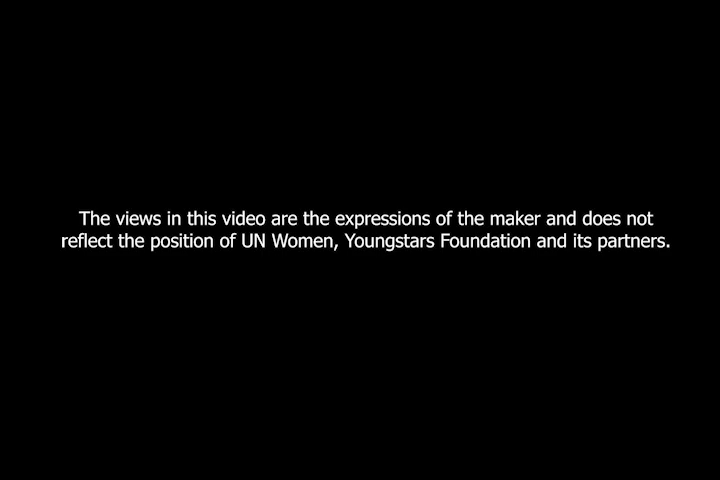 The views in this video are the expressions of the maker and does not
reflect the position of UN Women, Youngstars Foundation and its partners.